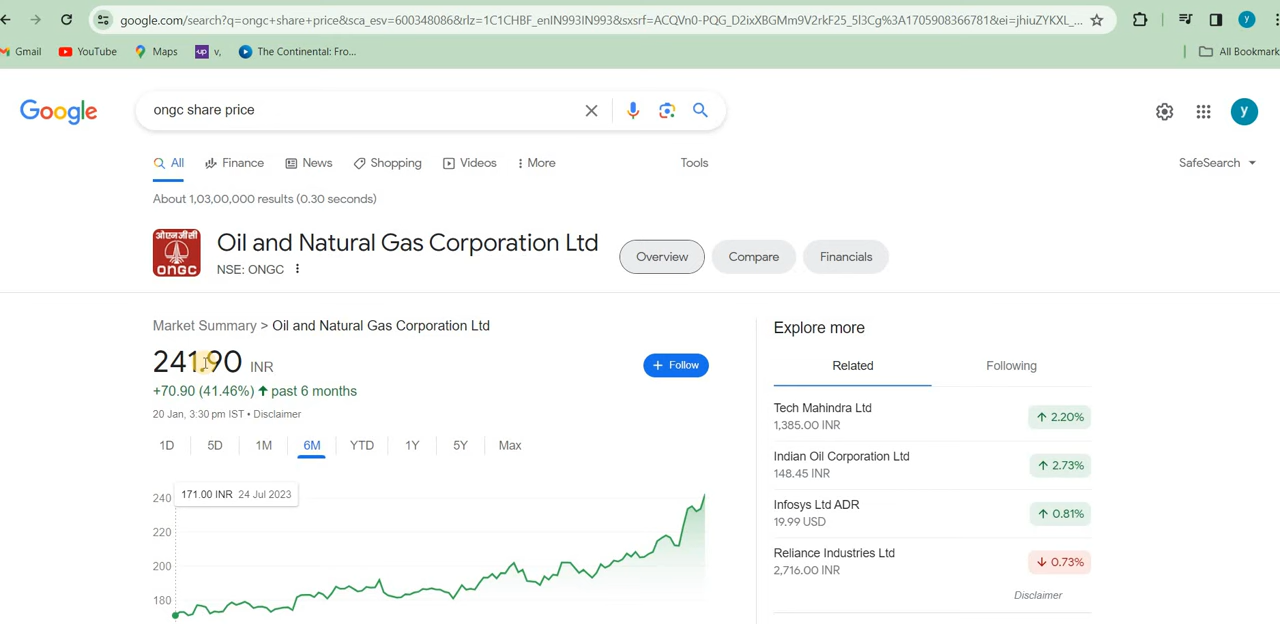 google.com/search?q=ongc+share+price&sca_esv=600348086&rlz=1C1CHBF_enIN993IN993&sxsrf=ACQVn0-PQG_D2ixXBGMm9V2rkF25_5l3Cg%3A1705908366781&ei=jhiuZYKXL_...
y
Gmail YouTube Maps up v, The Continental: Fro... All Bookmark
Google
ongc share price
y
All Finance News Shopping Videos More Tools SafeSearch
About 1,03,00,000 results (0.30 seconds)
ओएनजीसी
ONGC
Oil and Natural Gas Corporation Ltd
NSE: ONGC
Overview Compare Financials
Market Summary > Oil and Natural Gas Corporation Ltd
241.90 INR
+70.90 (41.46%) ↑ past 6 months
20 Jan, 3:30 pm IST • Disclaimer
+ Follow
1D 5D 1M 6M YTD 1Y 5Y Max
171.00 INR 24 Jul 2023
240
220
200
180
Explore more
Related Following
Tech Mahindra Ltd
1,385.00 INR
↑ 2.20%
Indian Oil Corporation Ltd
148.45 INR
↑ 2.73%
Infosys Ltd ADR
19.99 USD
↑ 0.81%
Reliance Industries Ltd
2,716.00 INR
↓ 0.73%
Disclaimer